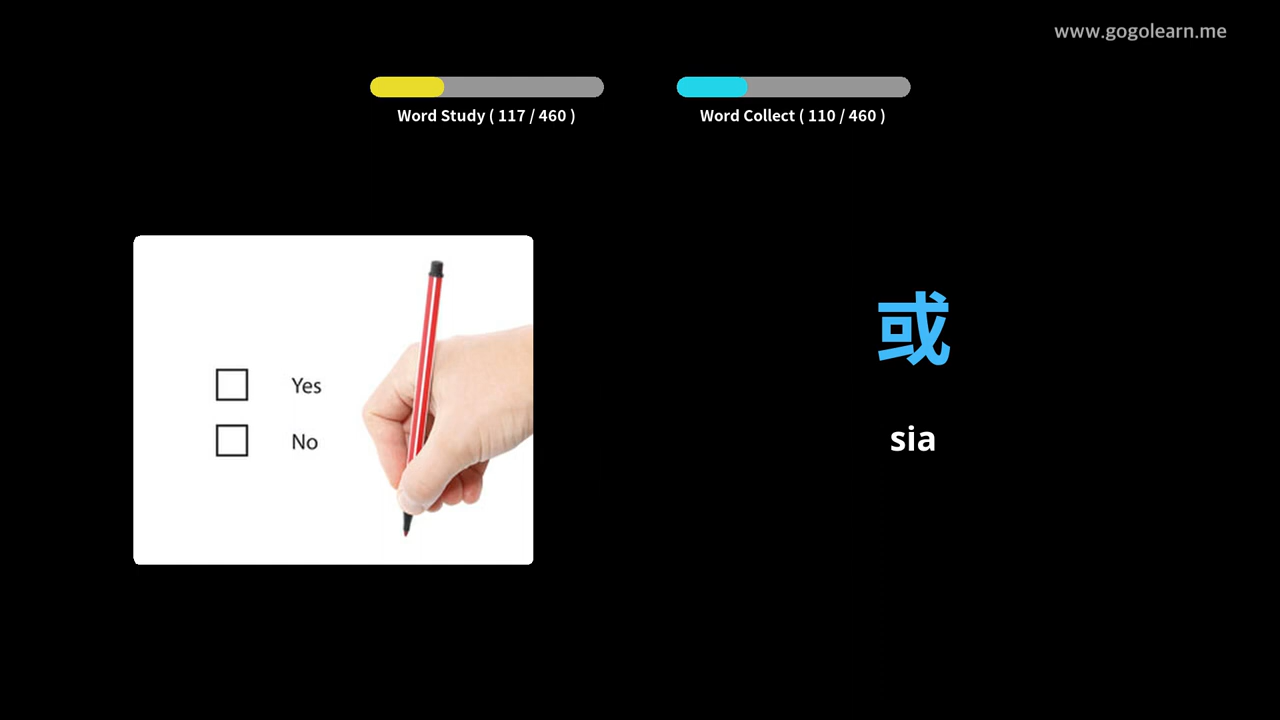 www.gogolearn.me
Word Study ( 117 / 460 )
Word Collect ( 110 / 460 )
Yes
No
或
sia